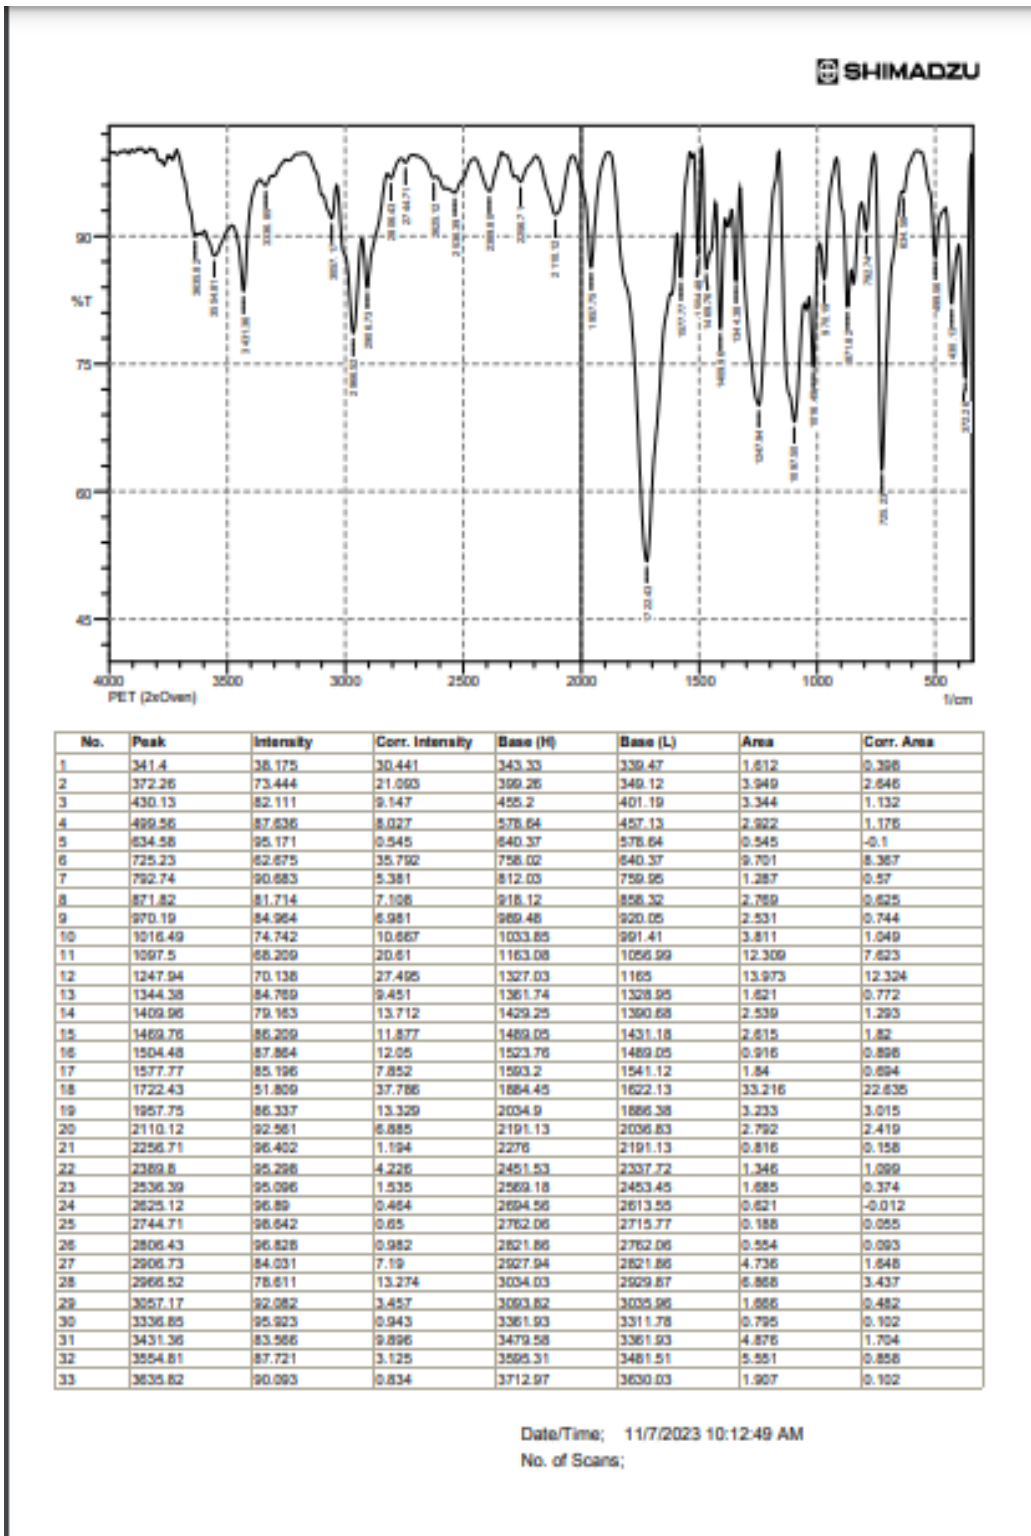 SHIMADZU
90
%T
75
60
45
4000 3500 3000 2500 2000 1500 1000 500
PET (2xOven) 1/cm
No. Peak Intensity Corr. Intensity Base (H) Base (L) Area Corr. Area
1 341.4 38.175 30.441 343.33 339.47 1.612 0.398
2 372.26 73.444 21.093 399.26 349.12 3.949 2.646
3 430.13 82.111 9.147 455.2 401.19 3.344 1.132
4 499.56 87.636 8.027 578.64 457.13 2.922 1.176
5 634.58 95.171 0.545 640.37 578.64 0.545 -0.1
6 725.23 62.675 35.792 758.02 640.37 9.701 8.367
7 792.74 90.683 5.381 812.03 759.95 1.287 0.57
8 871.82 81.714 7.108 918.12 858.32 2.769 0.625
9 970.19 84.964 6.981 989.48 920.05 2.531 0.744
10 1016.49 74.742 10.667 1033.85 991.41 3.811 1.049
11 1097.5 68.209 20.61 1163.08 1056.99 12.309 7.623
12 1247.94 70.138 27.495 1327.03 1165 13.973 12.324
13 1344.38 84.769 9.451 1361.74 1328.95 1.621 0.772
14 1409.96 79.163 13.712 1429.25 1390.68 2.539 1.293
15 1469.76 86.209 11.877 1489.05 1431.18 2.615 1.82
16 1504.48 87.864 12.05 1523.76 1489.05 0.916 0.898
17 1577.77 85.196 7.852 1593.2 1541.12 1.84 0.694
18 1722.43 51.809 37.786 1884.45 1622.13 33.216 22.635
19 1957.75 86.337 13.329 2034.9 1886.38 3.233 3.015
20 2110.12 92.561 6.885 2191.13 2036.83 2.792 2.419
21 2256.71 96.402 1.194 2276 2191.13 0.816 0.158
22 2389.8 95.298 4.226 2451.53 2337.72 1.346 1.099
23 2536.39 95.096 1.535 2569.18 2453.45 1.685 0.374
24 2625.12 96.89 0.464 2694.56 2613.55 0.621 -0.012
25 2744.71 98.642 0.65 2762.06 2715.77 0.188 0.055
26 2806.43 96.828 0.982 2821.86 2762.06 0.554 0.093
27 2906.73 84.031 7.19 2927.94 2821.86 4.736 1.648
28 2966.52 78.611 13.274 3034.03 2929.87 6.868 3.437
29 3057.17 92.082 3.457 3093.82 3035.96 1.666 0.482
30 3336.85 95.923 0.943 3361.93 3311.78 0.795 0.102
31 3431.36 83.566 9.896 3479.58 3361.93 4.876 1.704
32 3554.81 87.721 3.125 3595.31 3481.51 5.551 0.858
33 3635.82 90.093 0.834 3712.97 3630.03 1.907 0.102
Date/Time; 11/7/2023 10:12:49 AM
No. of Scans;